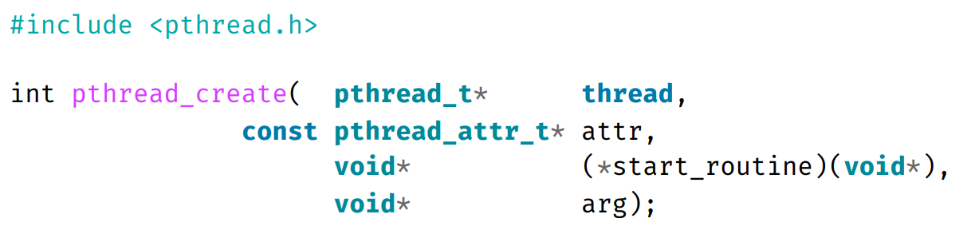 #include <pthread.h>
int pthread_create( pthread_t* thread,
const pthread_attr_t* attr,
void* (*start_routine)(void*),
void* arg);